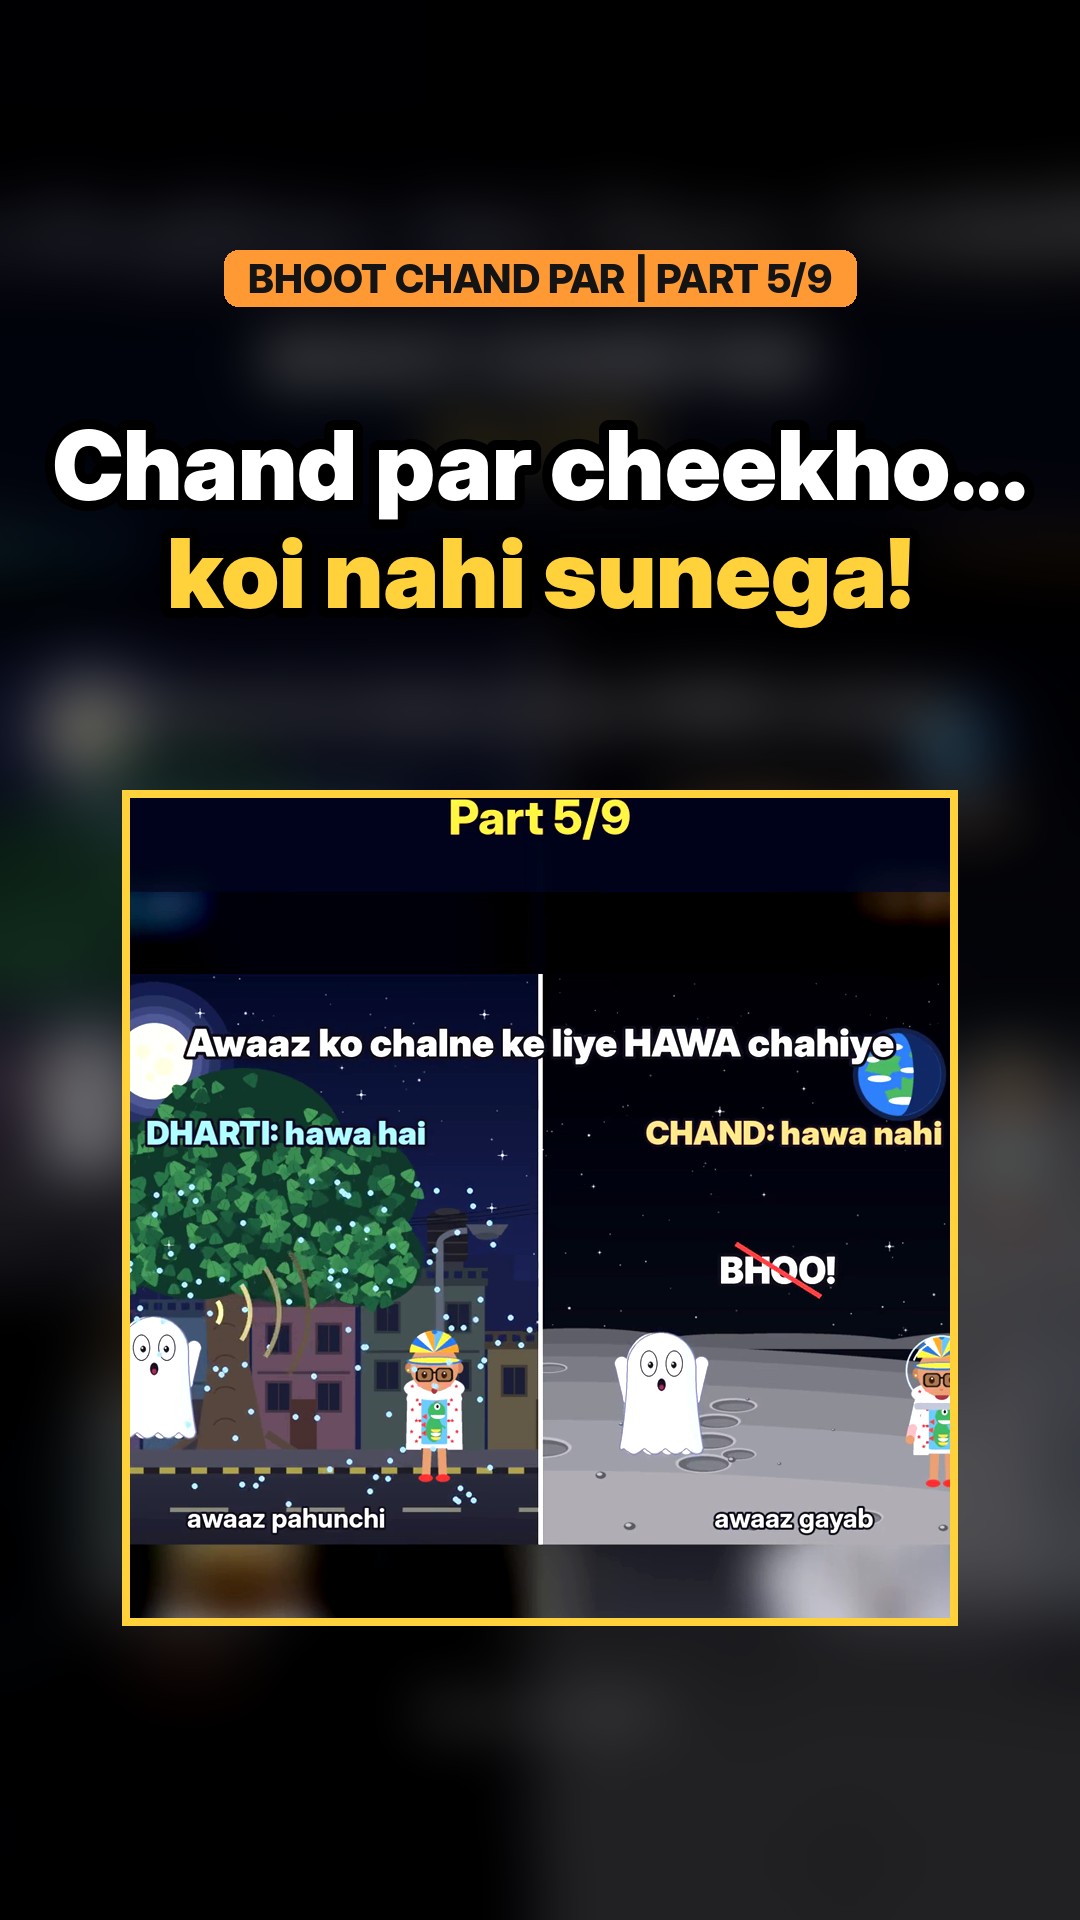 BHOOT CHAND PAR | PART 5/9
Chand par cheekho...
koi nahi sunega!
Part 5/9
Awaaz ko chalne ke liye HAWA chahiye
DHARTI: hawa hai
CHAND: hawa nahi
BHOO!
awaaz pahunchi
awaaz gayab